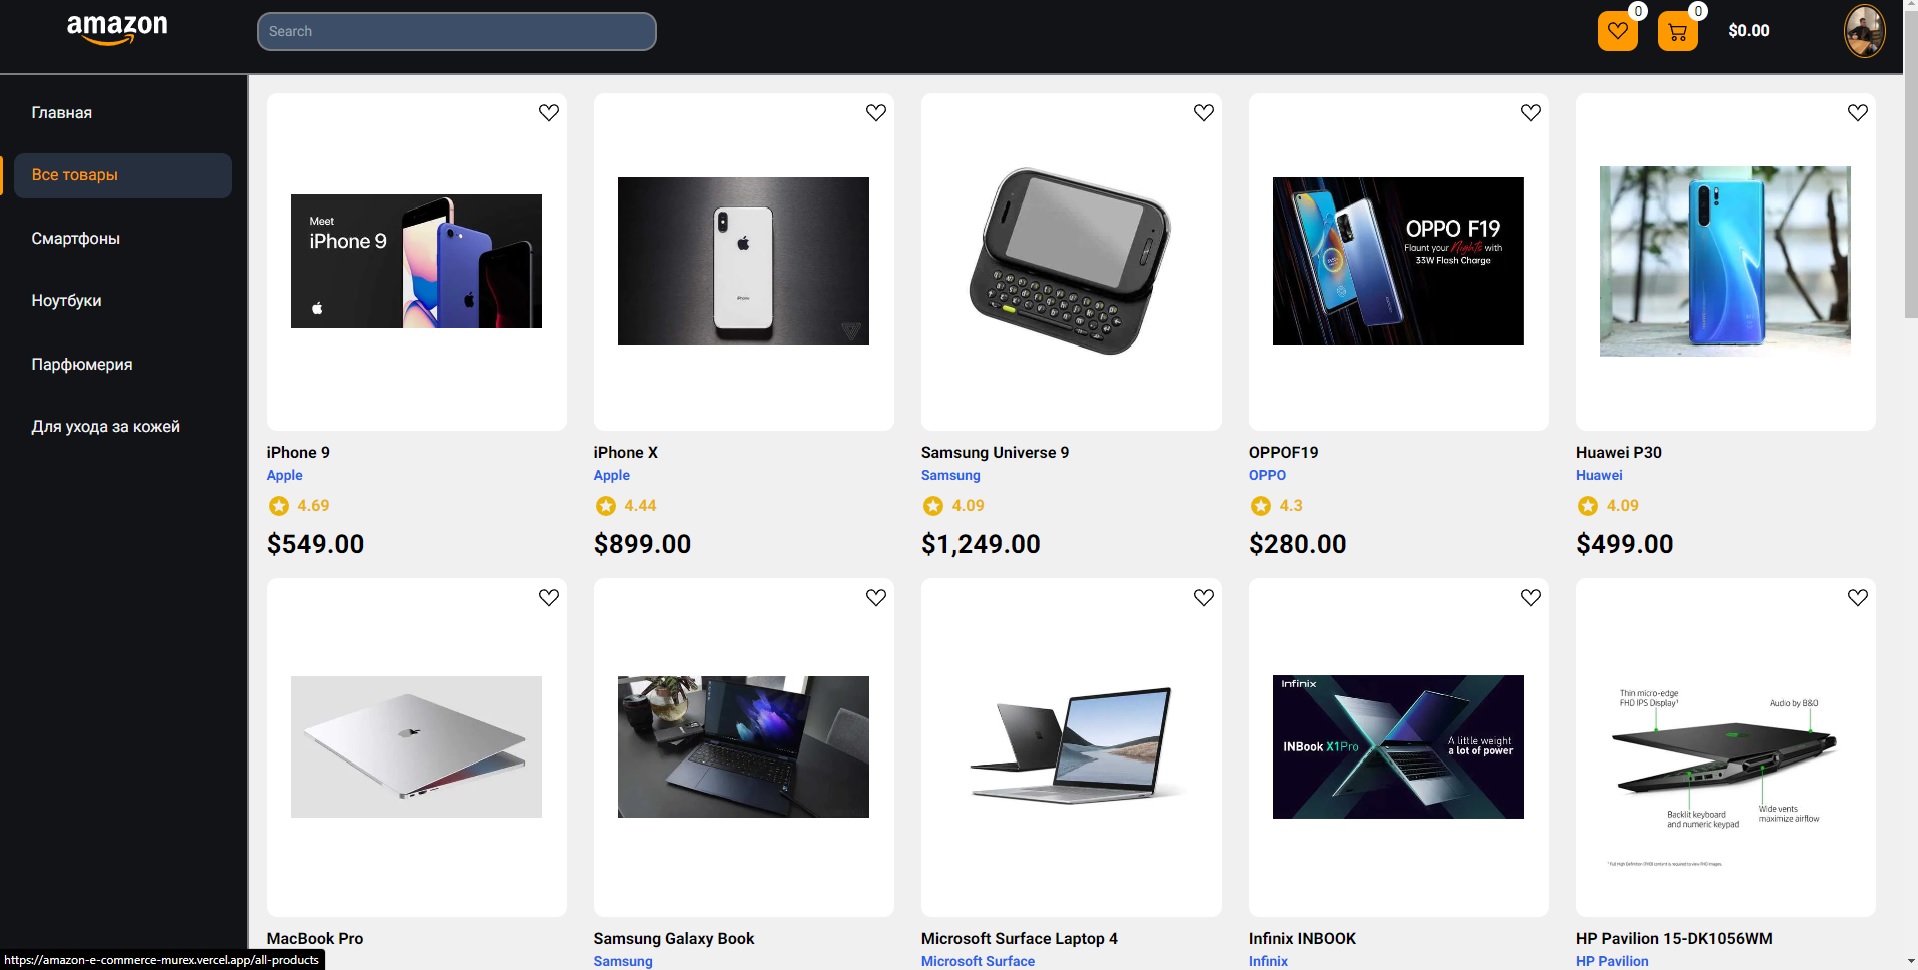 amazon
Search
0
0
$0.00
Главная
Все товары
Смартфоны
Ноутбуки
Парфюмерия
Для ухода за кожей
Meet
iPhone 9
iPhone
OPPO F19
Flaunt your Nights with
33W Flash Charge
iPhone 9
Apple
4.69
$549.00
iPhone X
Apple
4.44
$899.00
Samsung Universe 9
Samsung
4.09
$1,249.00
OPPOF19
OPPO
4.3
$280.00
Huawei P30
Huawei
4.09
$499.00
Infinix
INBook X1Pro
A little weight
a lot of power
Thin micro-edge
FHD IPS Display¹
Audio by B&O
Backlit keyboard
and numeric keypad
Wide vents
maximize airflow
MacBook Pro
Samsung Galaxy Book
Samsung
Microsoft Surface Laptop 4
Microsoft Surface
Infinix INBOOK
Infinix
HP Pavilion 15-DK1056WM
HP Pavilion
https://amazon-e-commerce-murex.vercel.app/all-products